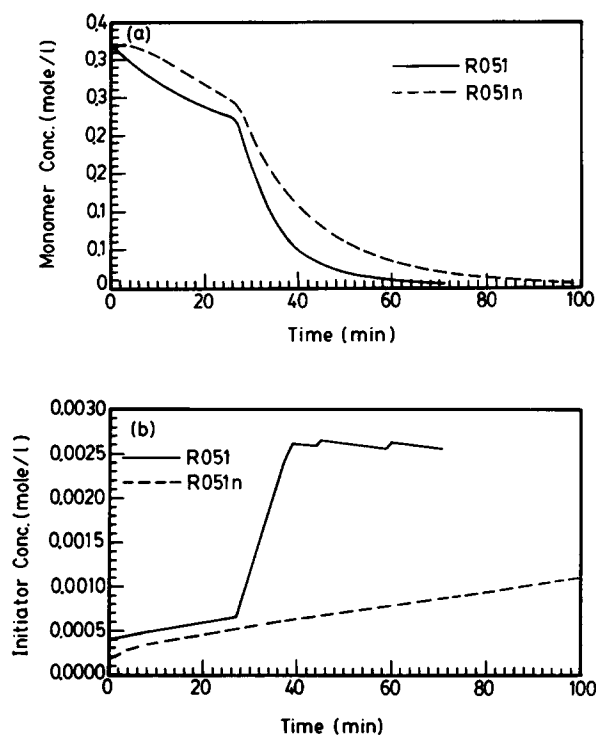 (a)
R051
R051n
Monomer Conc. (mole/l)
0,4
0,3
0,3
0,2
0,2
0,1
0,1
0
0 20 40 60 80 100
Time (min)
(b)
R051
R051n
Initiator Conc. (mole/l)
0,0030
0,0025
0,0020
0,0015
0,0010
0,0005
0,0000
0 20 40 60 80 100
Time (min)